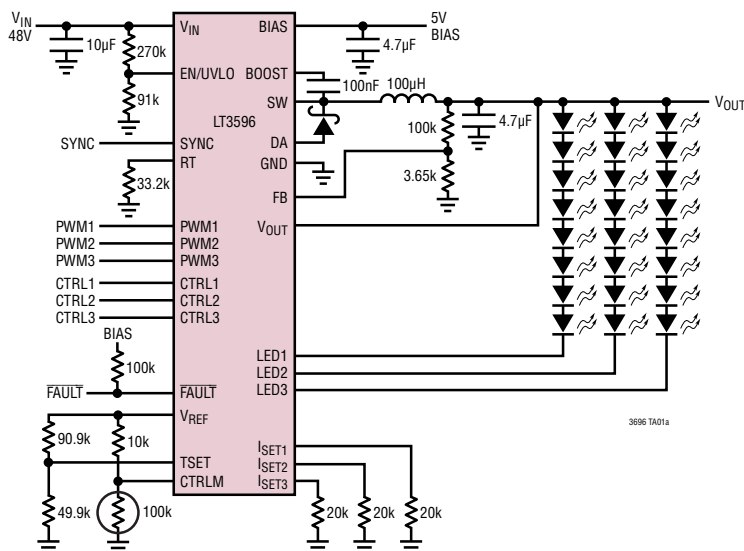 VIN
48V
10µF
270k
91k
VIN
EN/UVLO
BIAS
5V
BIAS
4.7µF
BOOST
100nF
SW
100µH
VOUT
LT3596
DA
GND
FB
VOUT
100k
4.7µF
3.65k
SYNC
SYNC
RT
33.2k
PWM1
PWM2
PWM3
PWM1
PWM2
PWM3
CTRL1
CTRL2
CTRL3
CTRL1
CTRL2
CTRL3
BIAS
100k
FAULT
FAULT
LED1
LED2
LED3
VREF
90.9k
10k
TSET
CTRLM
49.9k
100k
ISET1
ISET2
ISET3
20k
20k
20k
3696 TA01a